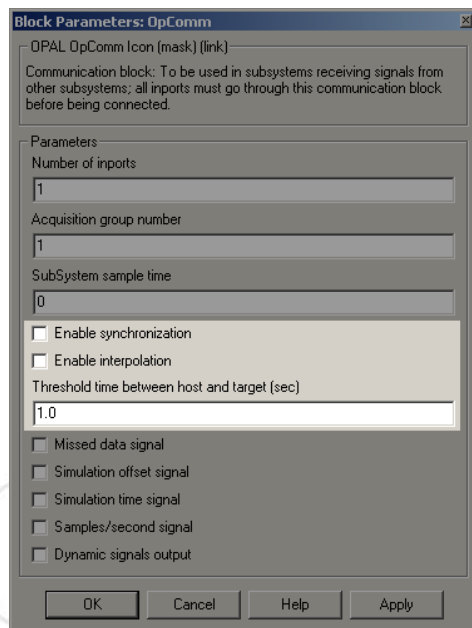 Block Parameters: OpComm
OPAL OpComm Icon (mask) (link)
Communication block: To be used in subsystems receiving signals from
other subsystems; all inports must go through this communication block
before being connected.
Parameters
Number of inports
1
Acquisition group number
1
SubSystem sample time
0
Enable synchronization
Enable interpolation
Threshold time between host and target (sec)
1.0
Missed data signal
Simulation offset signal
Simulation time signal
Samples/second signal
Dynamic signals output
OK
Cancel
Help
Apply